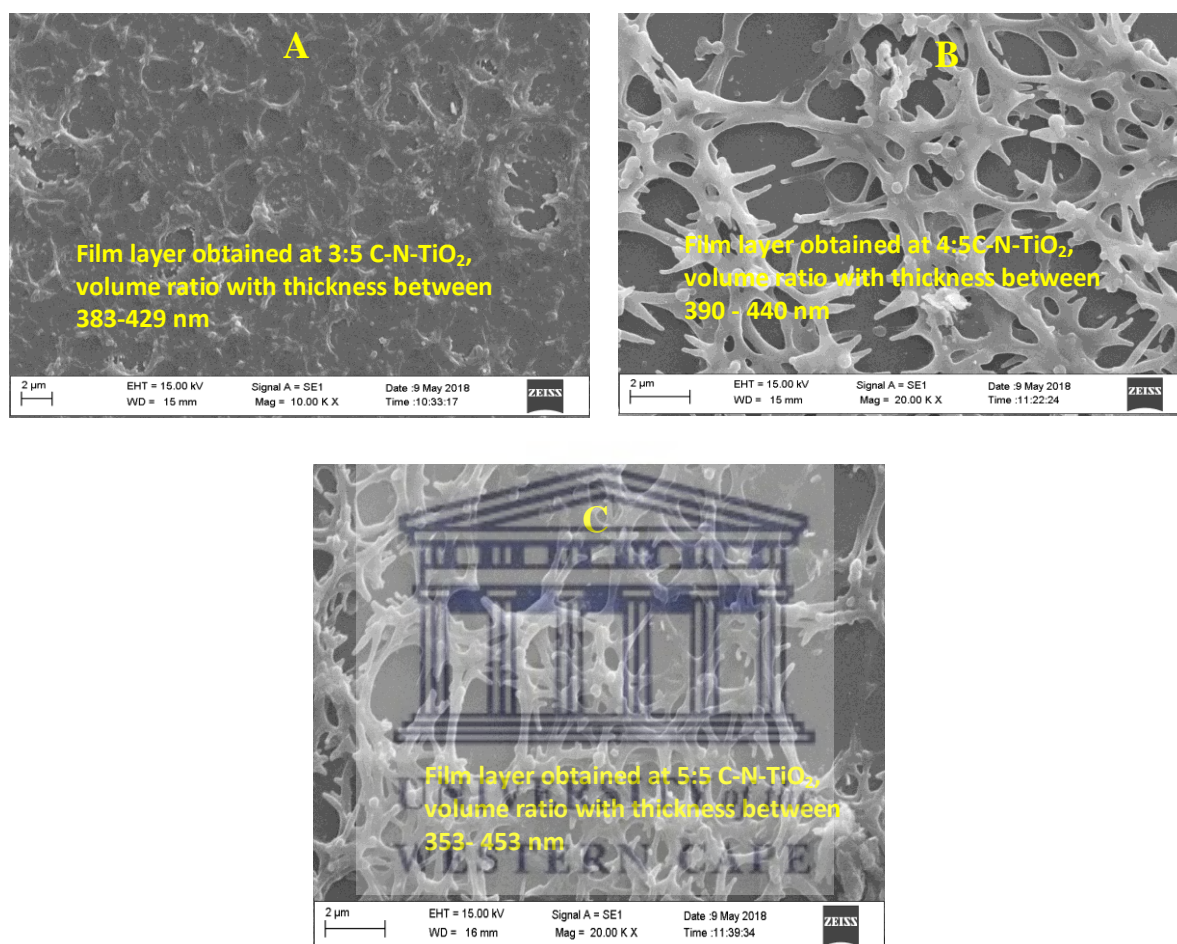 A
Film layer obtained at 3:5 C-N-TiO₂,
volume ratio with thickness between
383-429 nm
2 µm
EHT = 15.00 kV
Signal A = SE1
Date :9 May 2018
WD = 15 mm
Mag = 10.00 K X
Time :10:33:17
ZEISS
B
Film layer obtained at 4:5C-N-TiO₂,
volume ratio with thickness between
390 - 440 nm
2 µm
EHT = 15.00 kV
Signal A = SE1
Date :9 May 2018
WD = 15 mm
Mag = 20.00 K X
Time :11:22:24
ZEISS
C
Film layer obtained at 5:5 C-N-TiO₂,
volume ratio with thickness between
353- 453 nm
UNIVERSITY of the
WESTERN CAPE
2 µm
EHT = 15.00 kV
Signal A = SE1
Date :9 May 2018
WD = 16 mm
Mag = 20.00 K X
Time :11:39:34
ZEISS